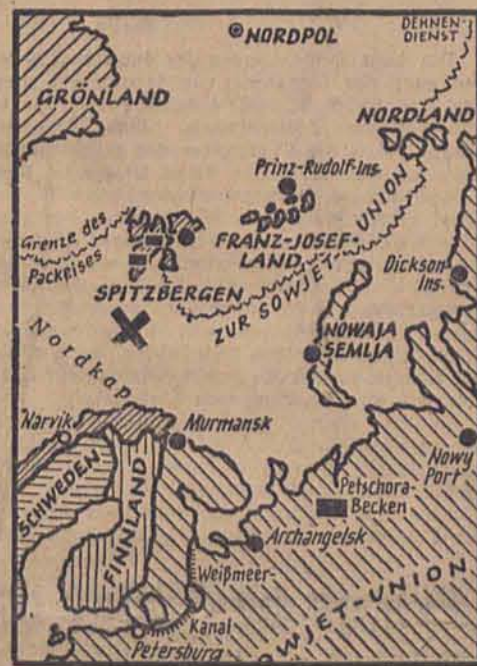 NORDPOL
DEHNEN-
DIENST
GRÖNLAND
NORDLAND
Prinz-Rudolf-Ins.
Grenze des
Packeises
FRANZ-JOSEF-
LAND
SPITZBERGEN
ZUR SOWJET-UNION
Dickson-
Ins.
NOWAJA
SEMLJA
Nordkap
Narvik
Murmansk
Nowy
Port
SCHWEDEN
FINNLAND
Petschora-
Becken
Archangelsk
Weißmeer-
Kanal
Petersburg
OWJET-UNION